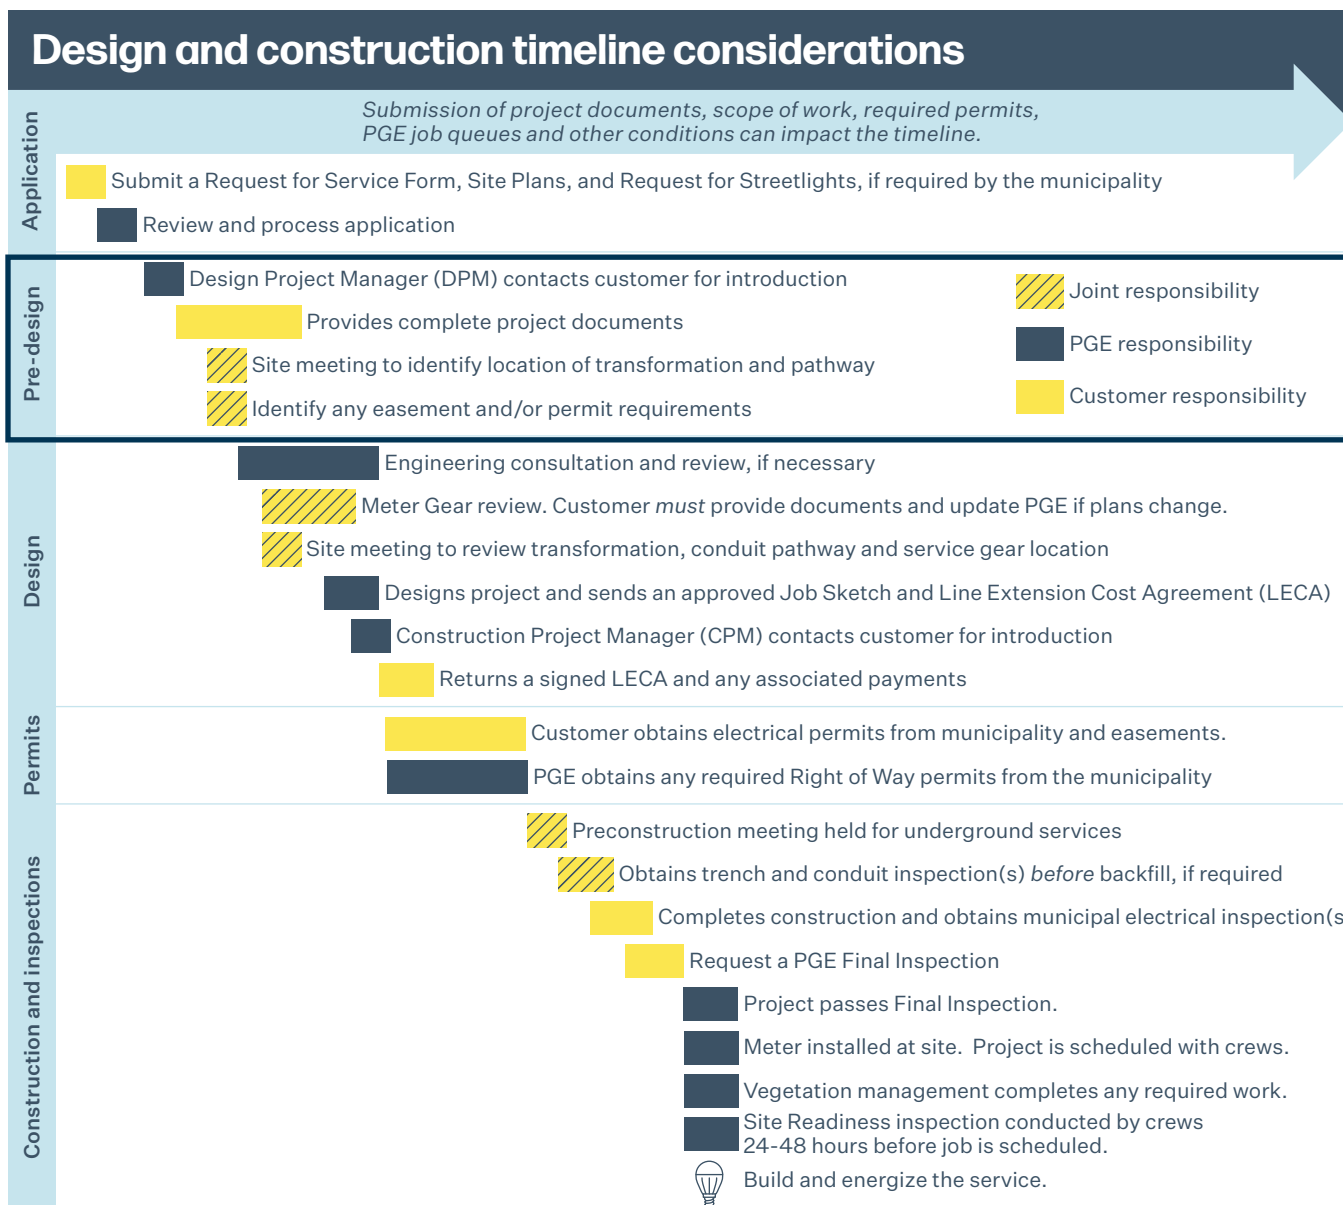 Design and construction timeline considerations
Submission of project documents, scope of work, required permits,
PGE job queues and other conditions can impact the timeline.
Application
Submit a Request for Service Form, Site Plans, and Request for Streetlights, if required by the municipality
Review and process application
Pre-design
Design Project Manager (DPM) contacts customer for introduction
Provides complete project documents
Site meeting to identify location of transformation and pathway
Identify any easement and/or permit requirements
Joint responsibility
PGE responsibility
Customer responsibility
Design
Engineering consultation and review, if necessary
Meter Gear review. Customer must provide documents and update PGE if plans change.
Site meeting to review transformation, conduit pathway and service gear location
Designs project and sends an approved Job Sketch and Line Extension Cost Agreement (LECA)
Construction Project Manager (CPM) contacts customer for introduction
Returns a signed LECA and any associated payments
Permits
Customer obtains electrical permits from municipality and easements.
PGE obtains any required Right of Way permits from the municipality
Construction and inspections
Preconstruction meeting held for underground services
Obtains trench and conduit inspection(s) before backfill, if required
Completes construction and obtains municipal electrical inspection(s
Request a PGE Final Inspection
Project passes Final Inspection.
Meter installed at site. Project is scheduled with crews.
Vegetation management completes any required work.
Site Readiness inspection conducted by crews
24-48 hours before job is scheduled.
Build and energize the service.